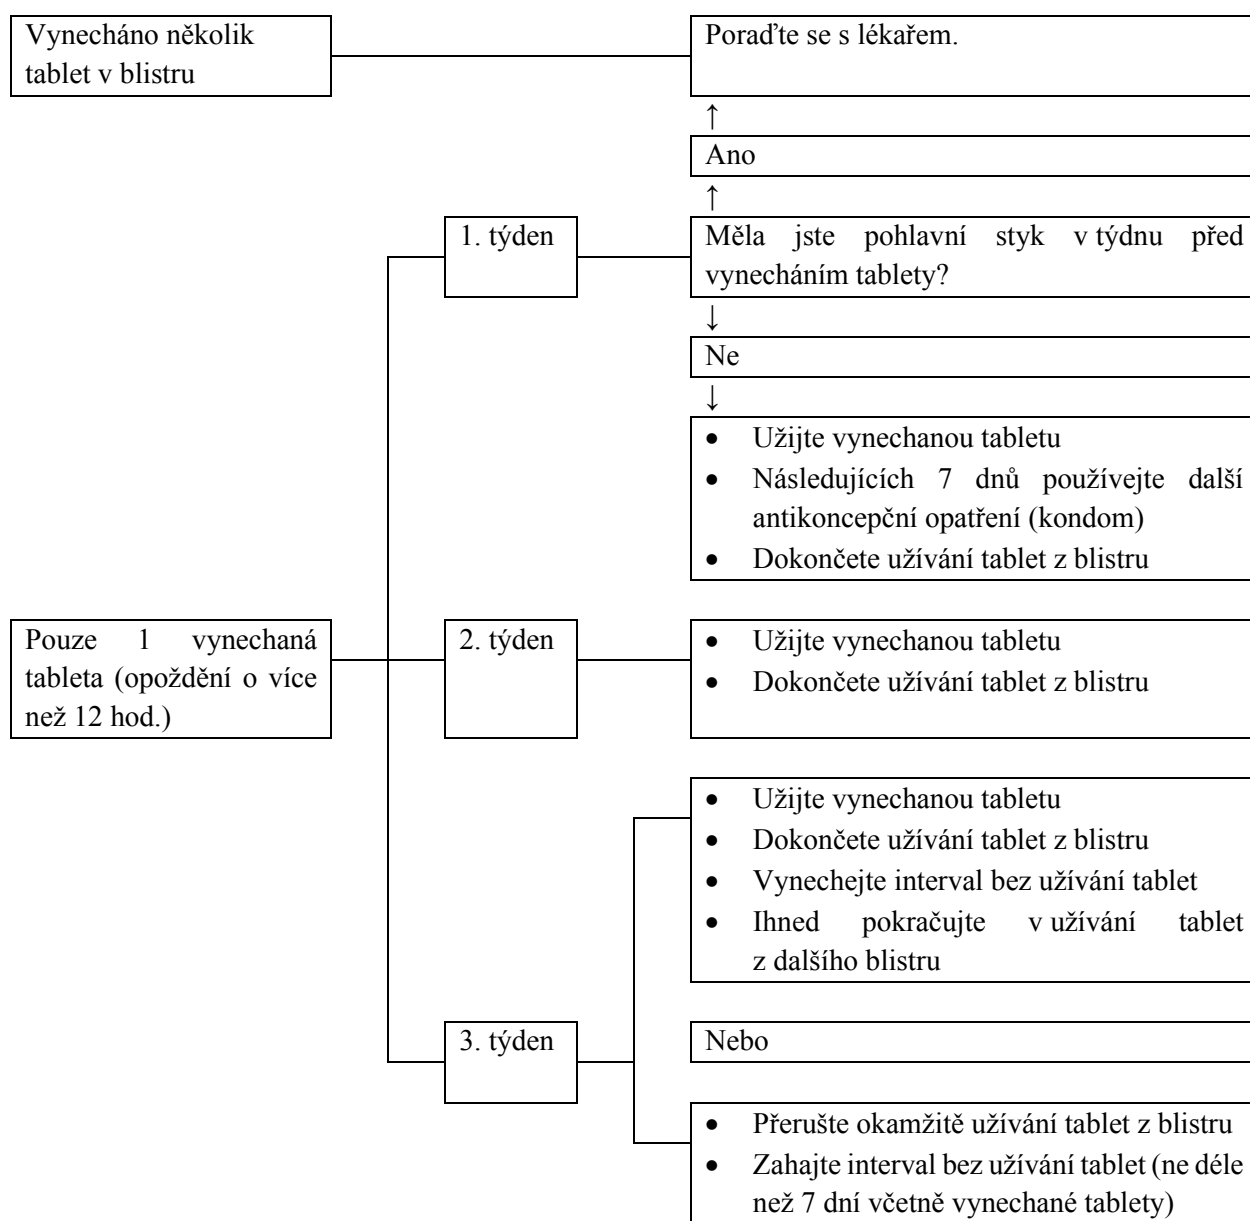 Vynecháno několik
tablet v blistru
Poraďte se s lékařem.
↑
Ano
↑
1. týden
Měla jste pohlavní styk v týdnu před
vynecháním tablety?
↓
Ne
↓
• Užijte vynechanou tabletu
• Následujících 7 dnů používejte další
antikoncepční opatření (kondom)
• Dokončete užívání tablet z blistru
Pouze 1 vynechaná
tableta (opoždění o více
než 12 hod.)
2. týden
• Užijte vynechanou tabletu
• Dokončete užívání tablet z blistru
• Užijte vynechanou tabletu
• Dokončete užívání tablet z blistru
• Vynechejte interval bez užívání tablet
• Ihned pokračujte v užívání tablet
z dalšího blistru
3. týden
Nebo
• Přerušte okamžitě užívání tablet z blistru
• Zahajte interval bez užívání tablet (ne déle
než 7 dní včetně vynechané tablety)